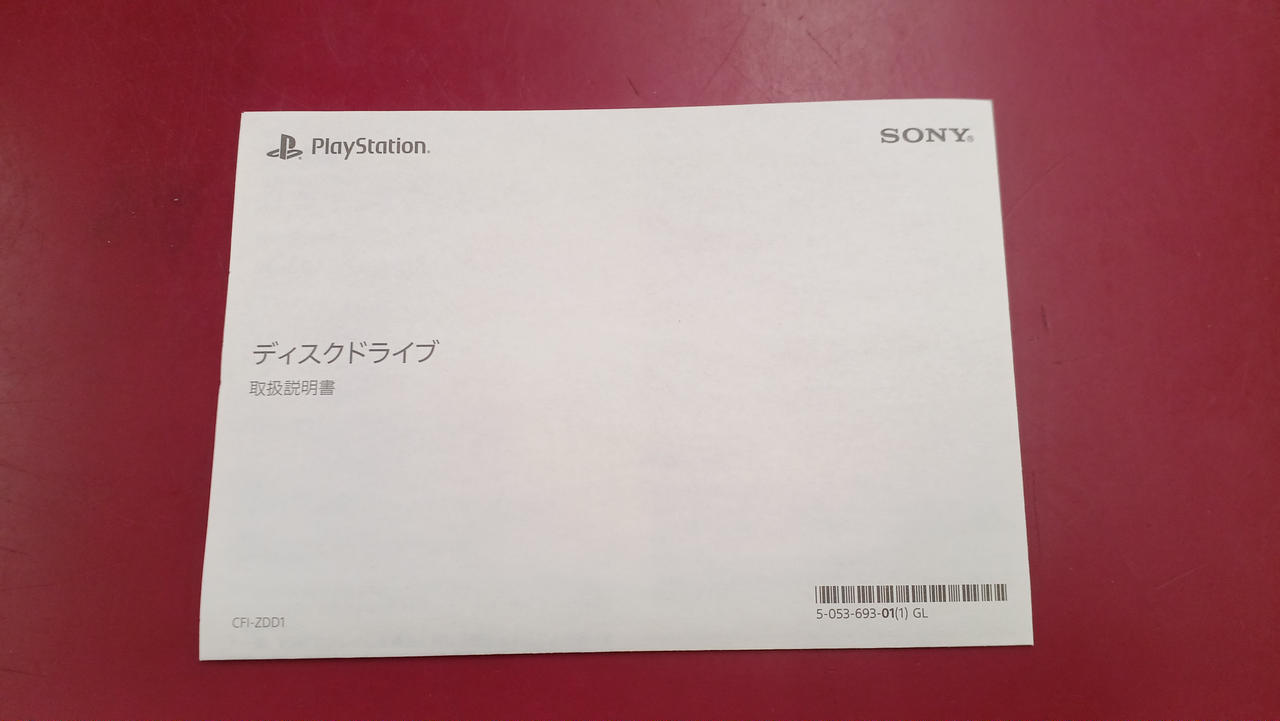 PlayStation®
SONY®
ディスクドライブ
取扱説明書
CFI-ZDD1
5-053-693-01(1) GL